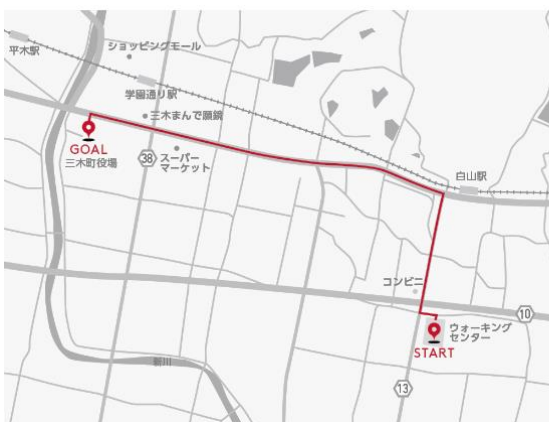 ショッピングモール
平木駅
学園通り駅
三木まんで願鏡
GOAL
三木町役場
38
スーパー
マーケット
白山駅
コンビニ
10
ウォーキング
センター
START
新川
13